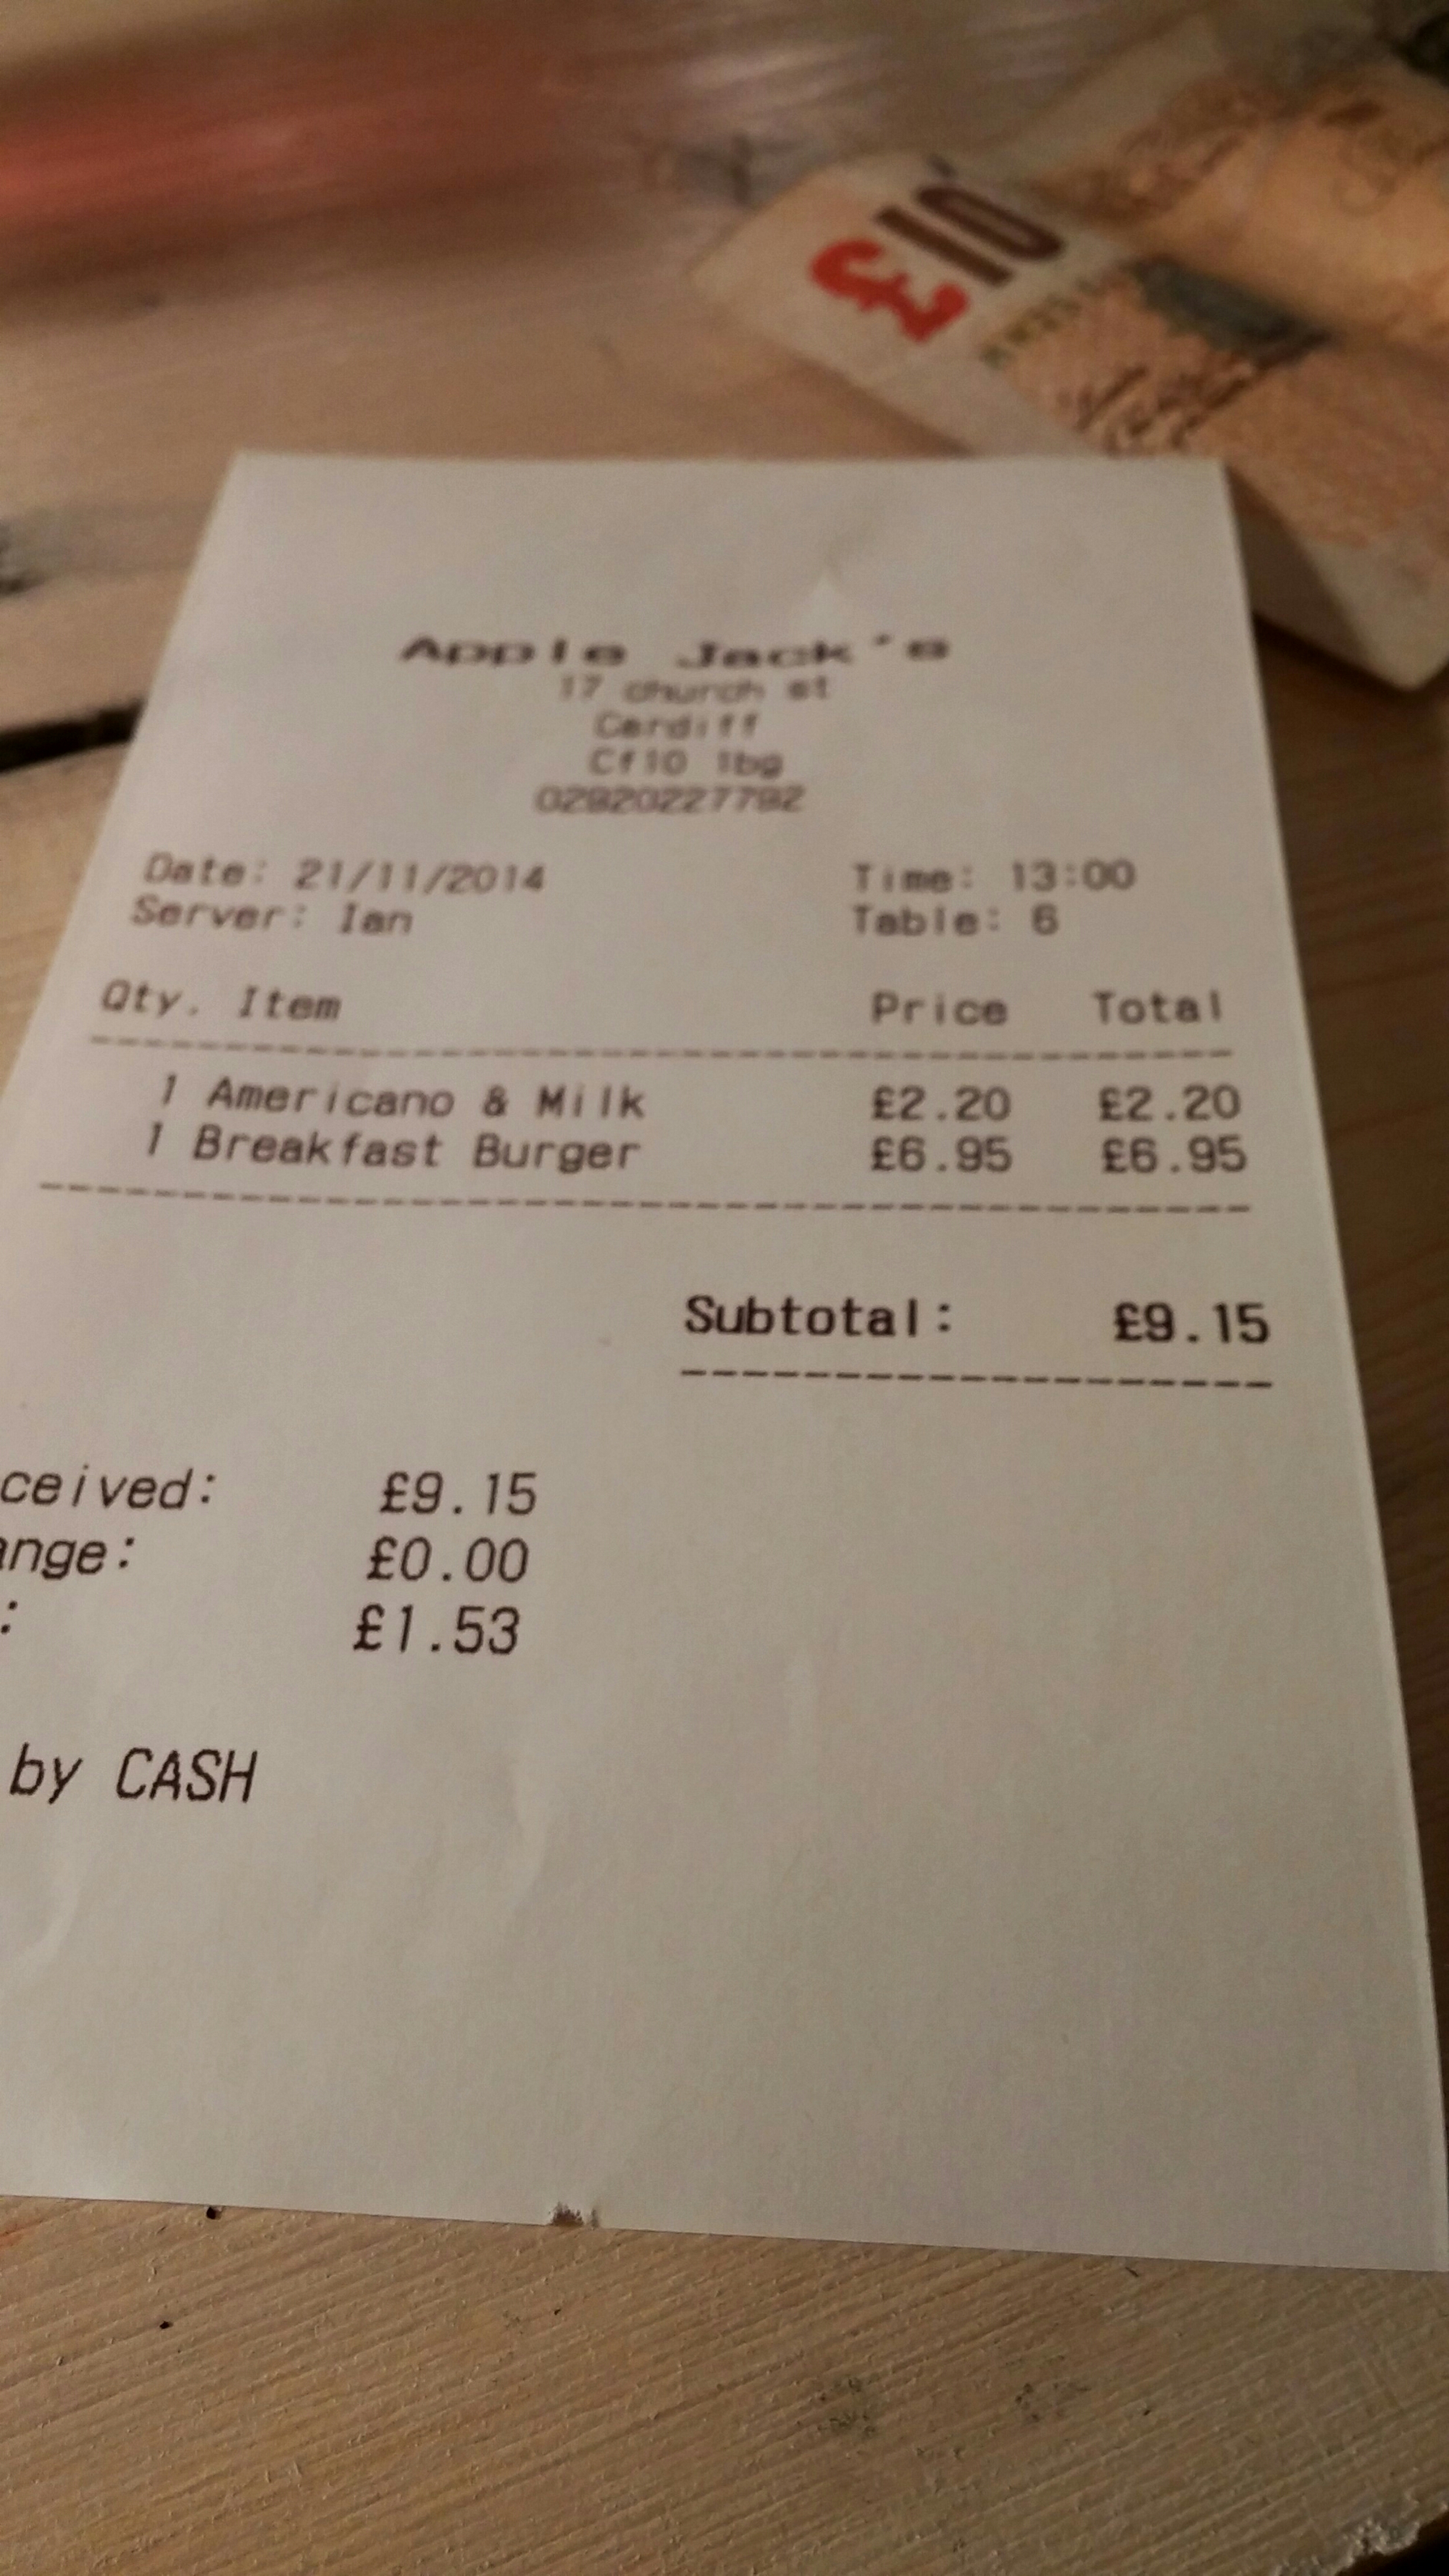 £10
Apple Jack's
17 church st
Cardiff
Cf10 1bg
02920227792
Date: 21/11/2014 Time: 13:00
Server: Ian Table: 6
Qty. Item Price Total
1 Americano & Milk £2.20 £2.20
1 Breakfast Burger £6.95 £6.95
Subtotal: £9.15
ceived: £9.15
ange: £0.00
: £1.53
by CASH